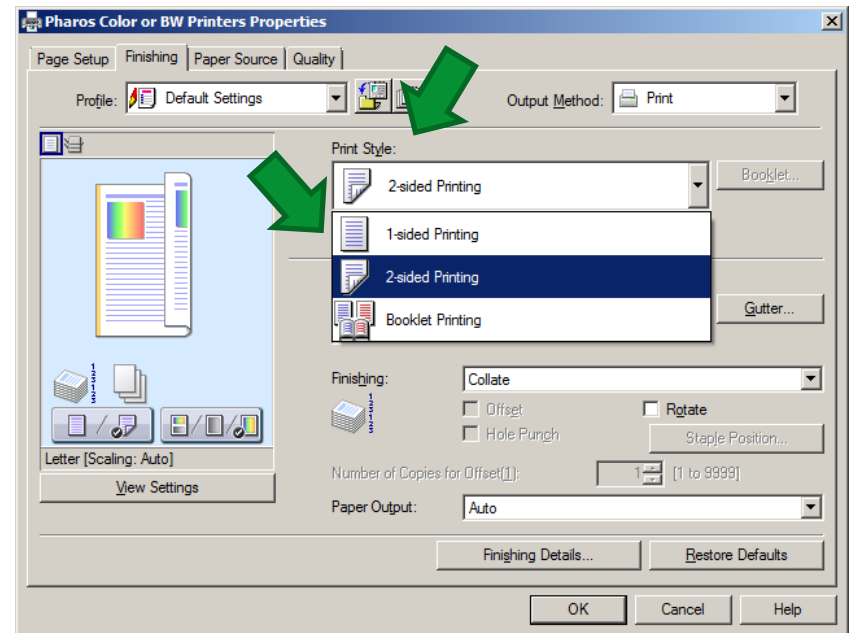 Pharos Color or BW Printers Properties
Page Setup Finishing Paper Source Quality
Profile: Default Settings Output Method: Print
Print Style:
2-sided Printing Booklet...
1-sided Printing
2-sided Printing
Booklet Printing Gutter...
Finishing: Collate
Offset Rotate
Hole Punch Staple Position...
Letter [Scaling: Auto]
View Settings
Number of Copies for Offset(1): 1 [1 to 9999]
Paper Output: Auto
Finishing Details... Restore Defaults
OK Cancel Help